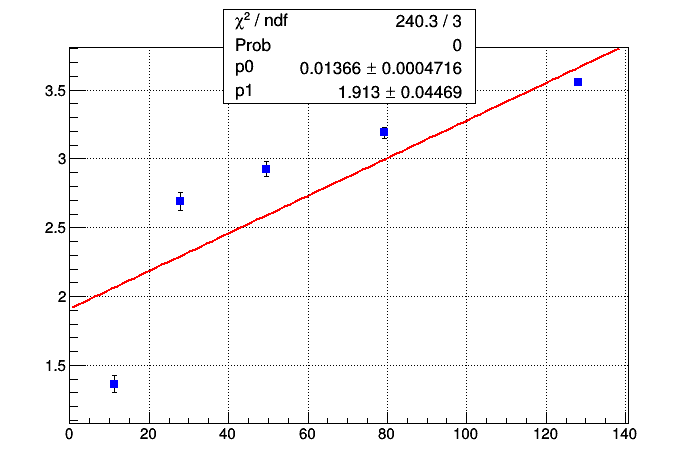 χ² / ndf 240.3 / 3
Prob 0
p0 0.01366 ± 0.0004716
p1 1.913 ± 0.04469
3.5
3
2.5
2
1.5
0 20 40 60 80 100 120 140